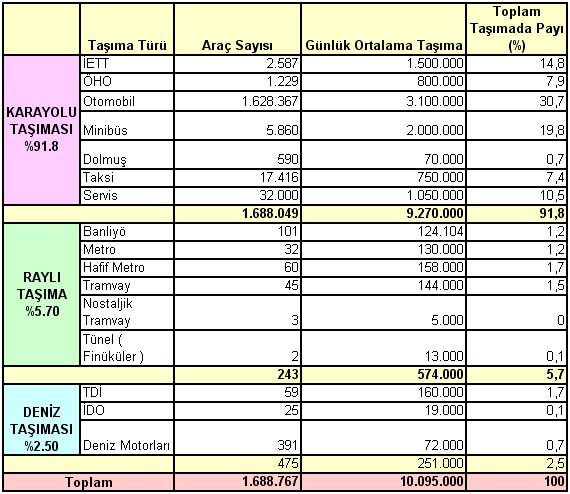 Taşıma Türü Araç Sayısı Günlük Ortalama Taşıma Toplam Taşımada Payı (%)
KARAYOLU TAŞIMASI %91.8
İETT 2.587 1.500.000 14,8
ÖHO 1.229 800.000 7,9
Otomobil 1.628.367 3.100.000 30,7
Minibüs 5.860 2.000.000 19,8
Dolmuş 590 70.000 0,7
Taksi 17.416 750.000 7,4
Servis 32.000 1.050.000 10,5
1.688.049 9.270.000 91,8
RAYLI TAŞIMA %5.70
Banliyö 101 124.104 1,2
Metro 32 130.000 1,2
Hafif Metro 60 158.000 1,7
Tramvay 45 144.000 1,5
Nostaljik Tramvay 3 5.000 0
Tünel ( Finüküler ) 2 13.000 0,1
243 574.000 5,7
DENİZ TAŞIMASI %2.50
TDİ 59 160.000 1,7
İDO 25 19.000 0,1
Deniz Motorları 391 72.000 0,7
475 251.000 2,5
Toplam 1.688.767 10.095.000 100